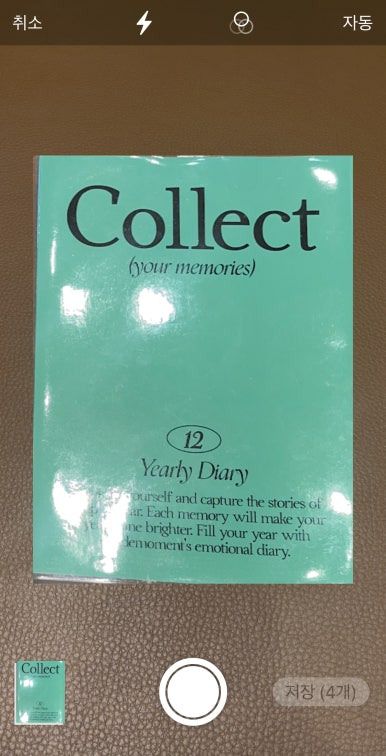 취소
자동
Collect
(your memories)
12
Yearly Diary
yourself and capture the stories of
Each memory will make your
brighter. Fill your year with
demoment's emotional diary.
Collect
저장 (4개)